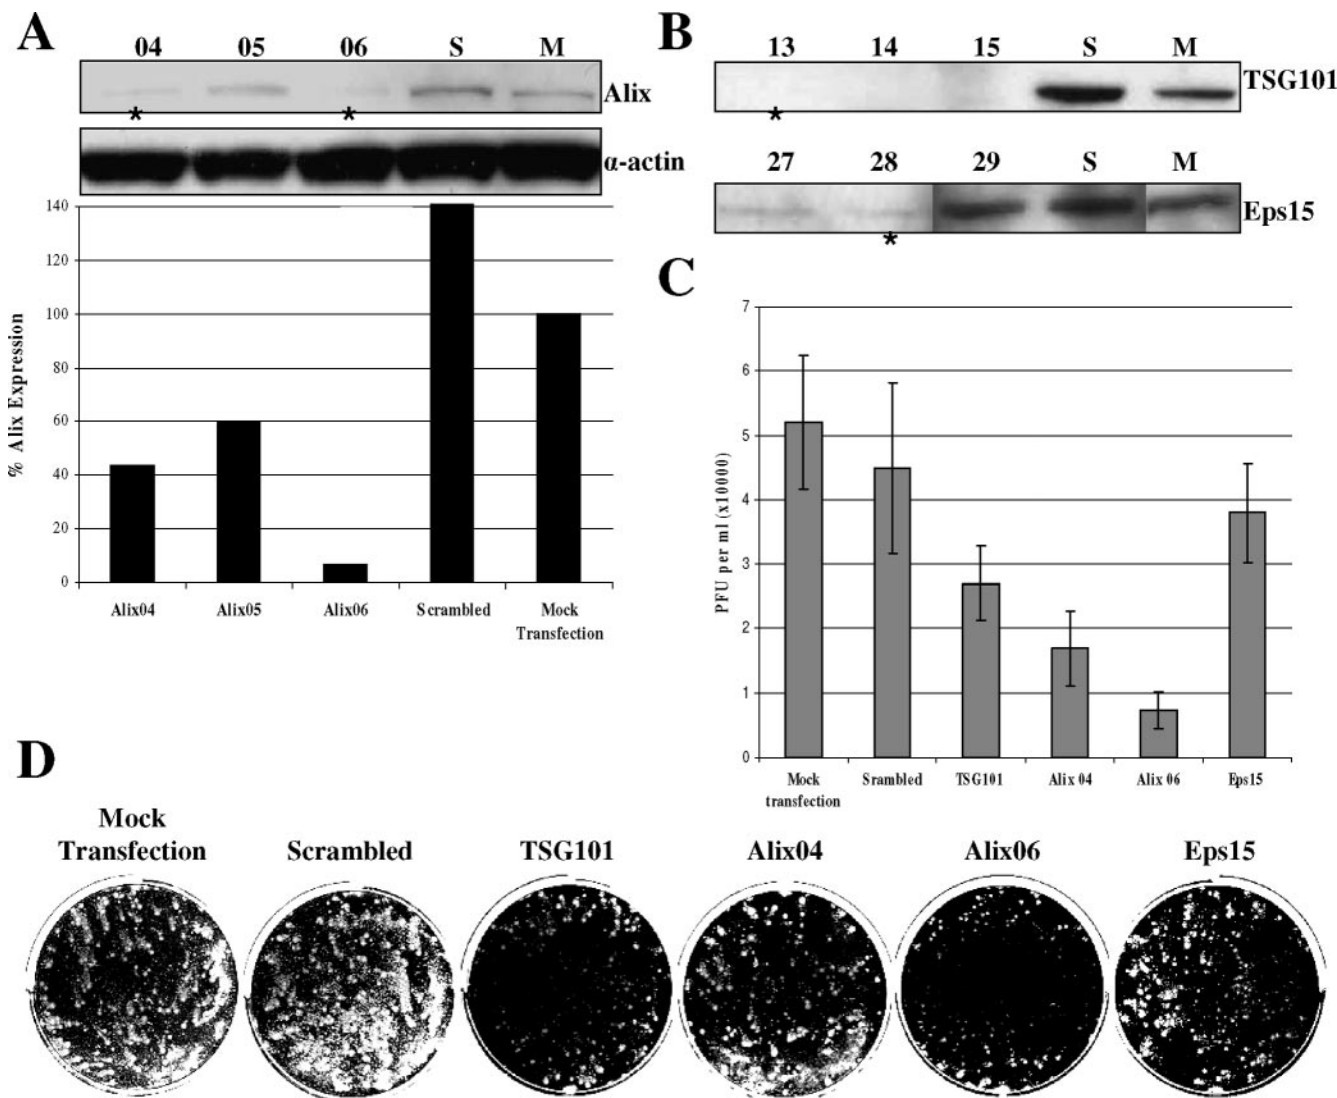 A
04 05 06 S M
Alix
* *
α-actin
140
120
100
80
60
40
20
0
% Alix Expression
Alix04 Alix05 Alix06 Scrambled Mock
Transfection
B
13 14 15 S M
TSG101
*
27 28 29 S M
Eps15
*
C
7
6
5
4
3
2
1
0
PFU per ml (x10000)
Mock Srambled TSG101 Alix 04 Alix 06 Eps15
transfection
D
Mock
Transfection Scrambled TSG101 Alix04 Alix06 Eps15